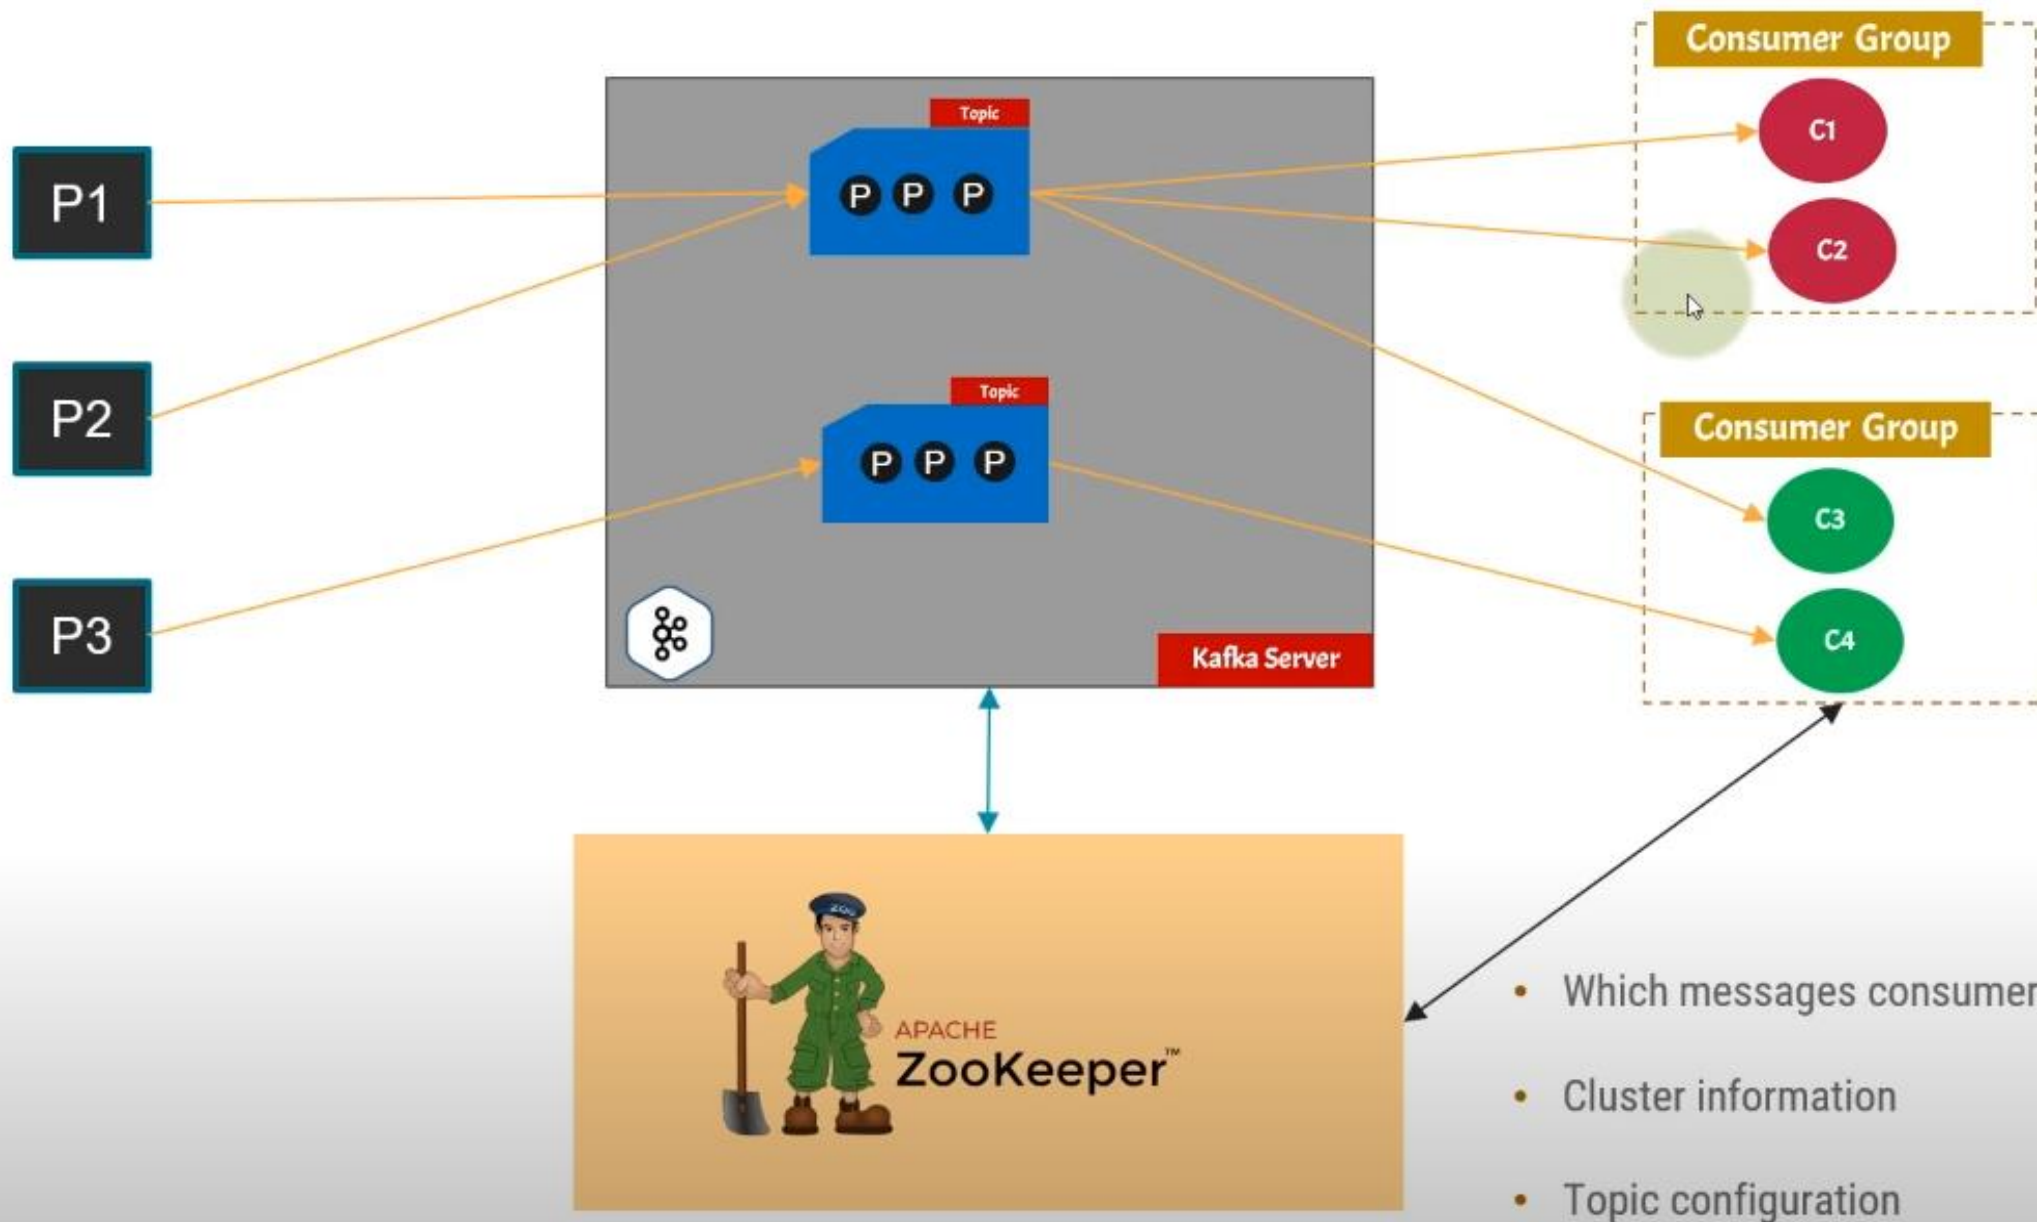 Consumer Group
C1
C2
Topic
P P P
P1
P2
P3
Topic
P P P
Kafka Server
Consumer Group
C3
C4
ZOO
APACHE
ZooKeeper™
• Which messages consumer
• Cluster information
• Topic configuration